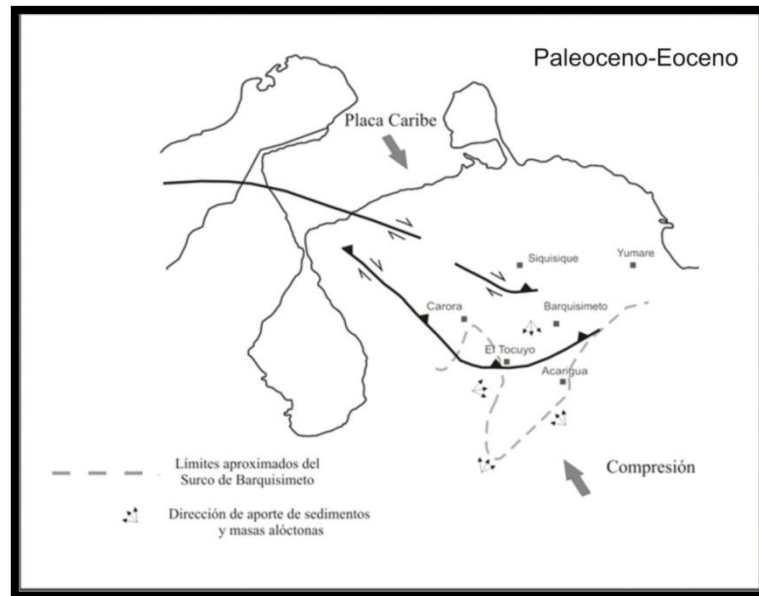 Paleoceno-Eoceno
Placa Caribe
Siquisique
Yumare
Carora
Barquisimeto
El Tocuyo
Acarigua
Compresión
Límites aproximados del
Surco de Barquisimeto
Dirección de aporte de sedimentos
y masas alóctonas